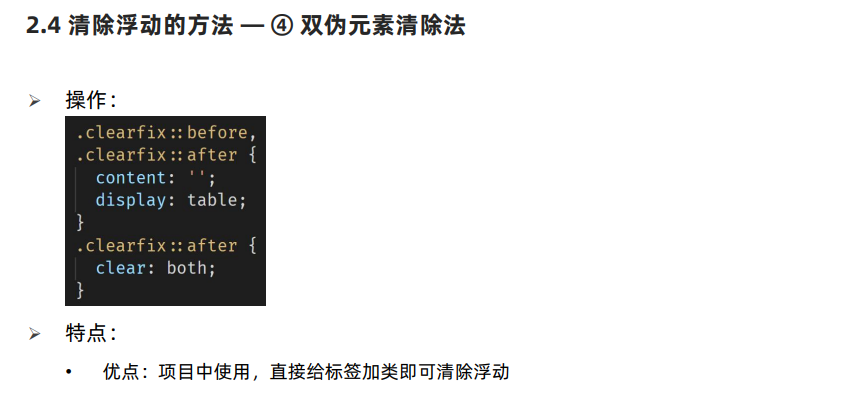 2.4 清除浮动的方法 — ④ 双伪元素清除法
操作：
.clearfix::before,
.clearfix::after {
content: '';
display: table;
}
.clearfix::after {
clear: both;
}
特点：
• 优点：项目中使用，直接给标签加类即可清除浮动